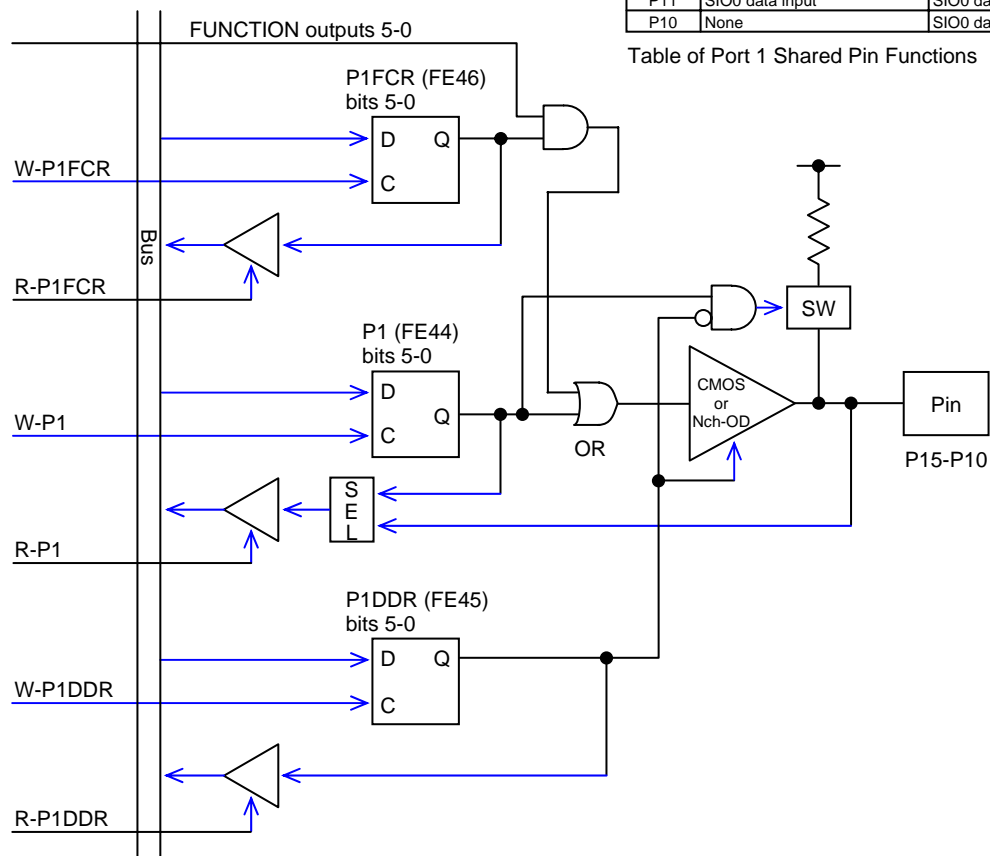 P11 SIO0 data input SIO0 da
P10 None SIO0 da
Table of Port 1 Shared Pin Functions
FUNCTION outputs 5-0
P1FCR (FE46)
bits 5-0
D Q
C
W-P1FCR
Bus
R-P1FCR
SW
P1 (FE44)
bits 5-0
D
Q
C
W-P1
CMOS
or
Nch-OD
Pin
OR
P15-P10
SEL
R-P1
P1DDR (FE45)
bits 5-0
D Q
C
W-P1DDR
R-P1DDR